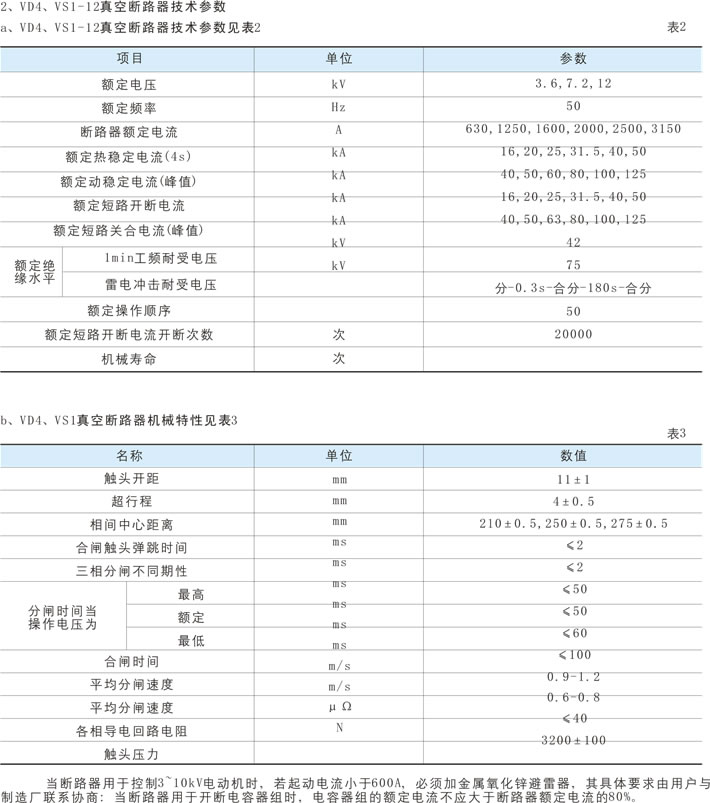 2、VD4、VS1-12真空断路器技术参数
a、VD4、VS1-12真空断路器技术参数见表2
表2
项目 单位 参数
额定电压 kV 3.6,7.2,12
额定频率 Hz 50
断路器额定电流 A 630,1250,1600,2000,2500,3150
额定热稳定电流(4s) kA 16,20,25,31.5,40,50
额定动稳定电流(峰值) kA 40,50,60,80,100,125
额定短路开断电流 kA 16,20,25,31.5,40,50
额定短路关合电流(峰值) kA 40,50,63,80,100,125
额定绝缘水平 1min工频耐受电压 kV 42
雷电冲击耐受电压 kV 75
额定操作顺序 分-0.3s-合分-180s-合分
额定短路开断电流开断次数 次 50
机械寿命 次 20000
b、VD4、VS1真空断路器机械特性见表3
表3
名称 单位 数值
触头开距 mm 11±1
超行程 mm 4±0.5
相间中心距离 mm 210±0.5,250±0.5,275±0.5
合闸触头弹跳时间 ms ≤2
三相分闸不同期性 ms ≤2
分闸时间当操作电压为 最高 ms ≤50
额定 ms ≤50
最低 ms ≤60
合闸时间 ms ≤100
平均分闸速度 m/s 0.9-1.2
平均分闸速度 m/s 0.6-0.8
各相导电回路电阻 μΩ ≤40
触头压力 N 3200±100
当断路器用于控制3~10kV电动机时，若起动电流小于600A，必须加金属氧化锌避雷器，其具体要求由用户与
制造厂联系协商；当断路器用于开断电容器组时，电容器组的额定电流不应大于断路器额定电流的80%。